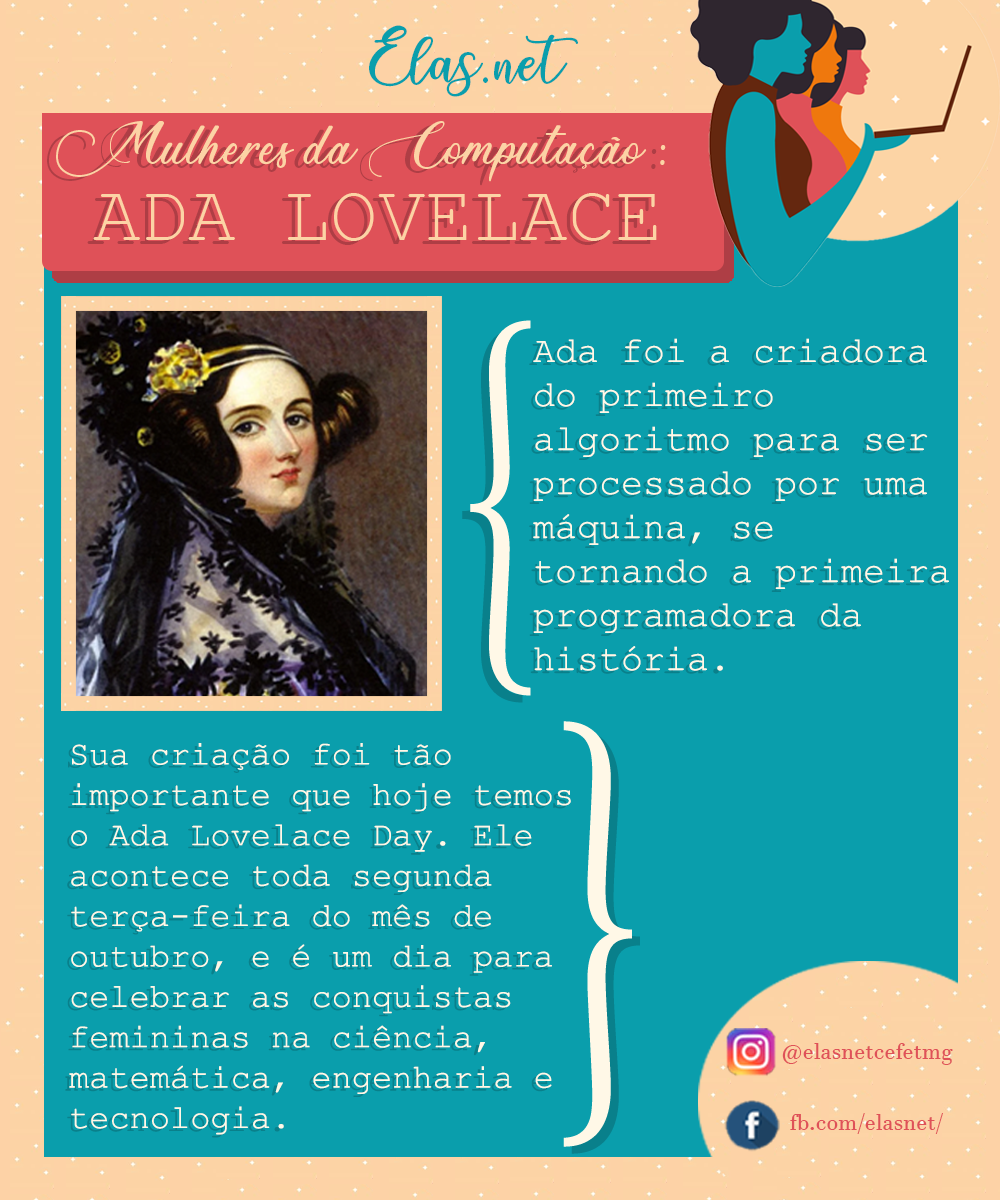 Elas.net
Mulheres da Computação:
ADA LOVELACE
Ada foi a criadora
do primeiro
algoritmo para ser
processado por uma
máquina, se
tornando a primeira
programadora da
história.
Sua criação foi tão
importante que hoje temos
o Ada Lovelace Day. Ele
acontece toda segunda
terça-feira do mês de
outubro, e é um dia para
celebrar as conquistas
femininas na ciência,
matemática, engenharia e
tecnologia.
@elasnetcefetmg
fb.com/elasnet/